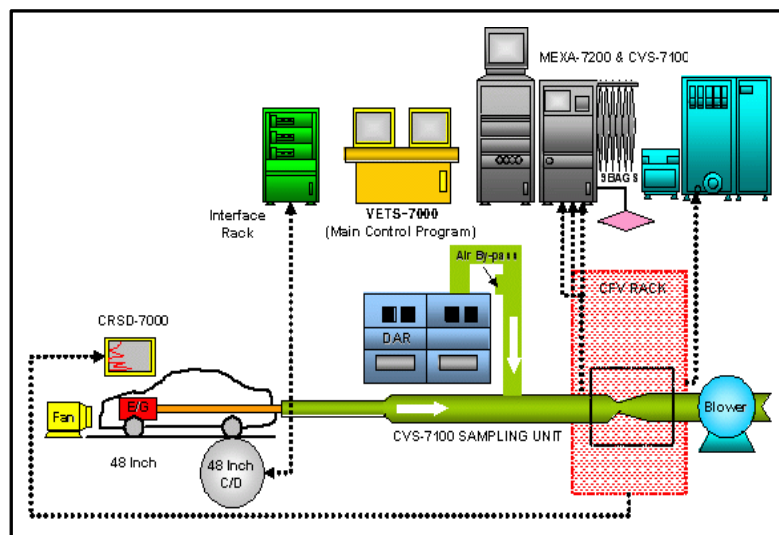 MEXA-7200 & CVS-7100
9BAGS
Interface
Rack
VETS-7000
(Main Control Program)
Air By-pass
CFV RACK
CRSD-7000
DAR
E/G
Fan
Blower
CVS-7100 SAMPLING UNIT
48 Inch
48 Inch
C/D